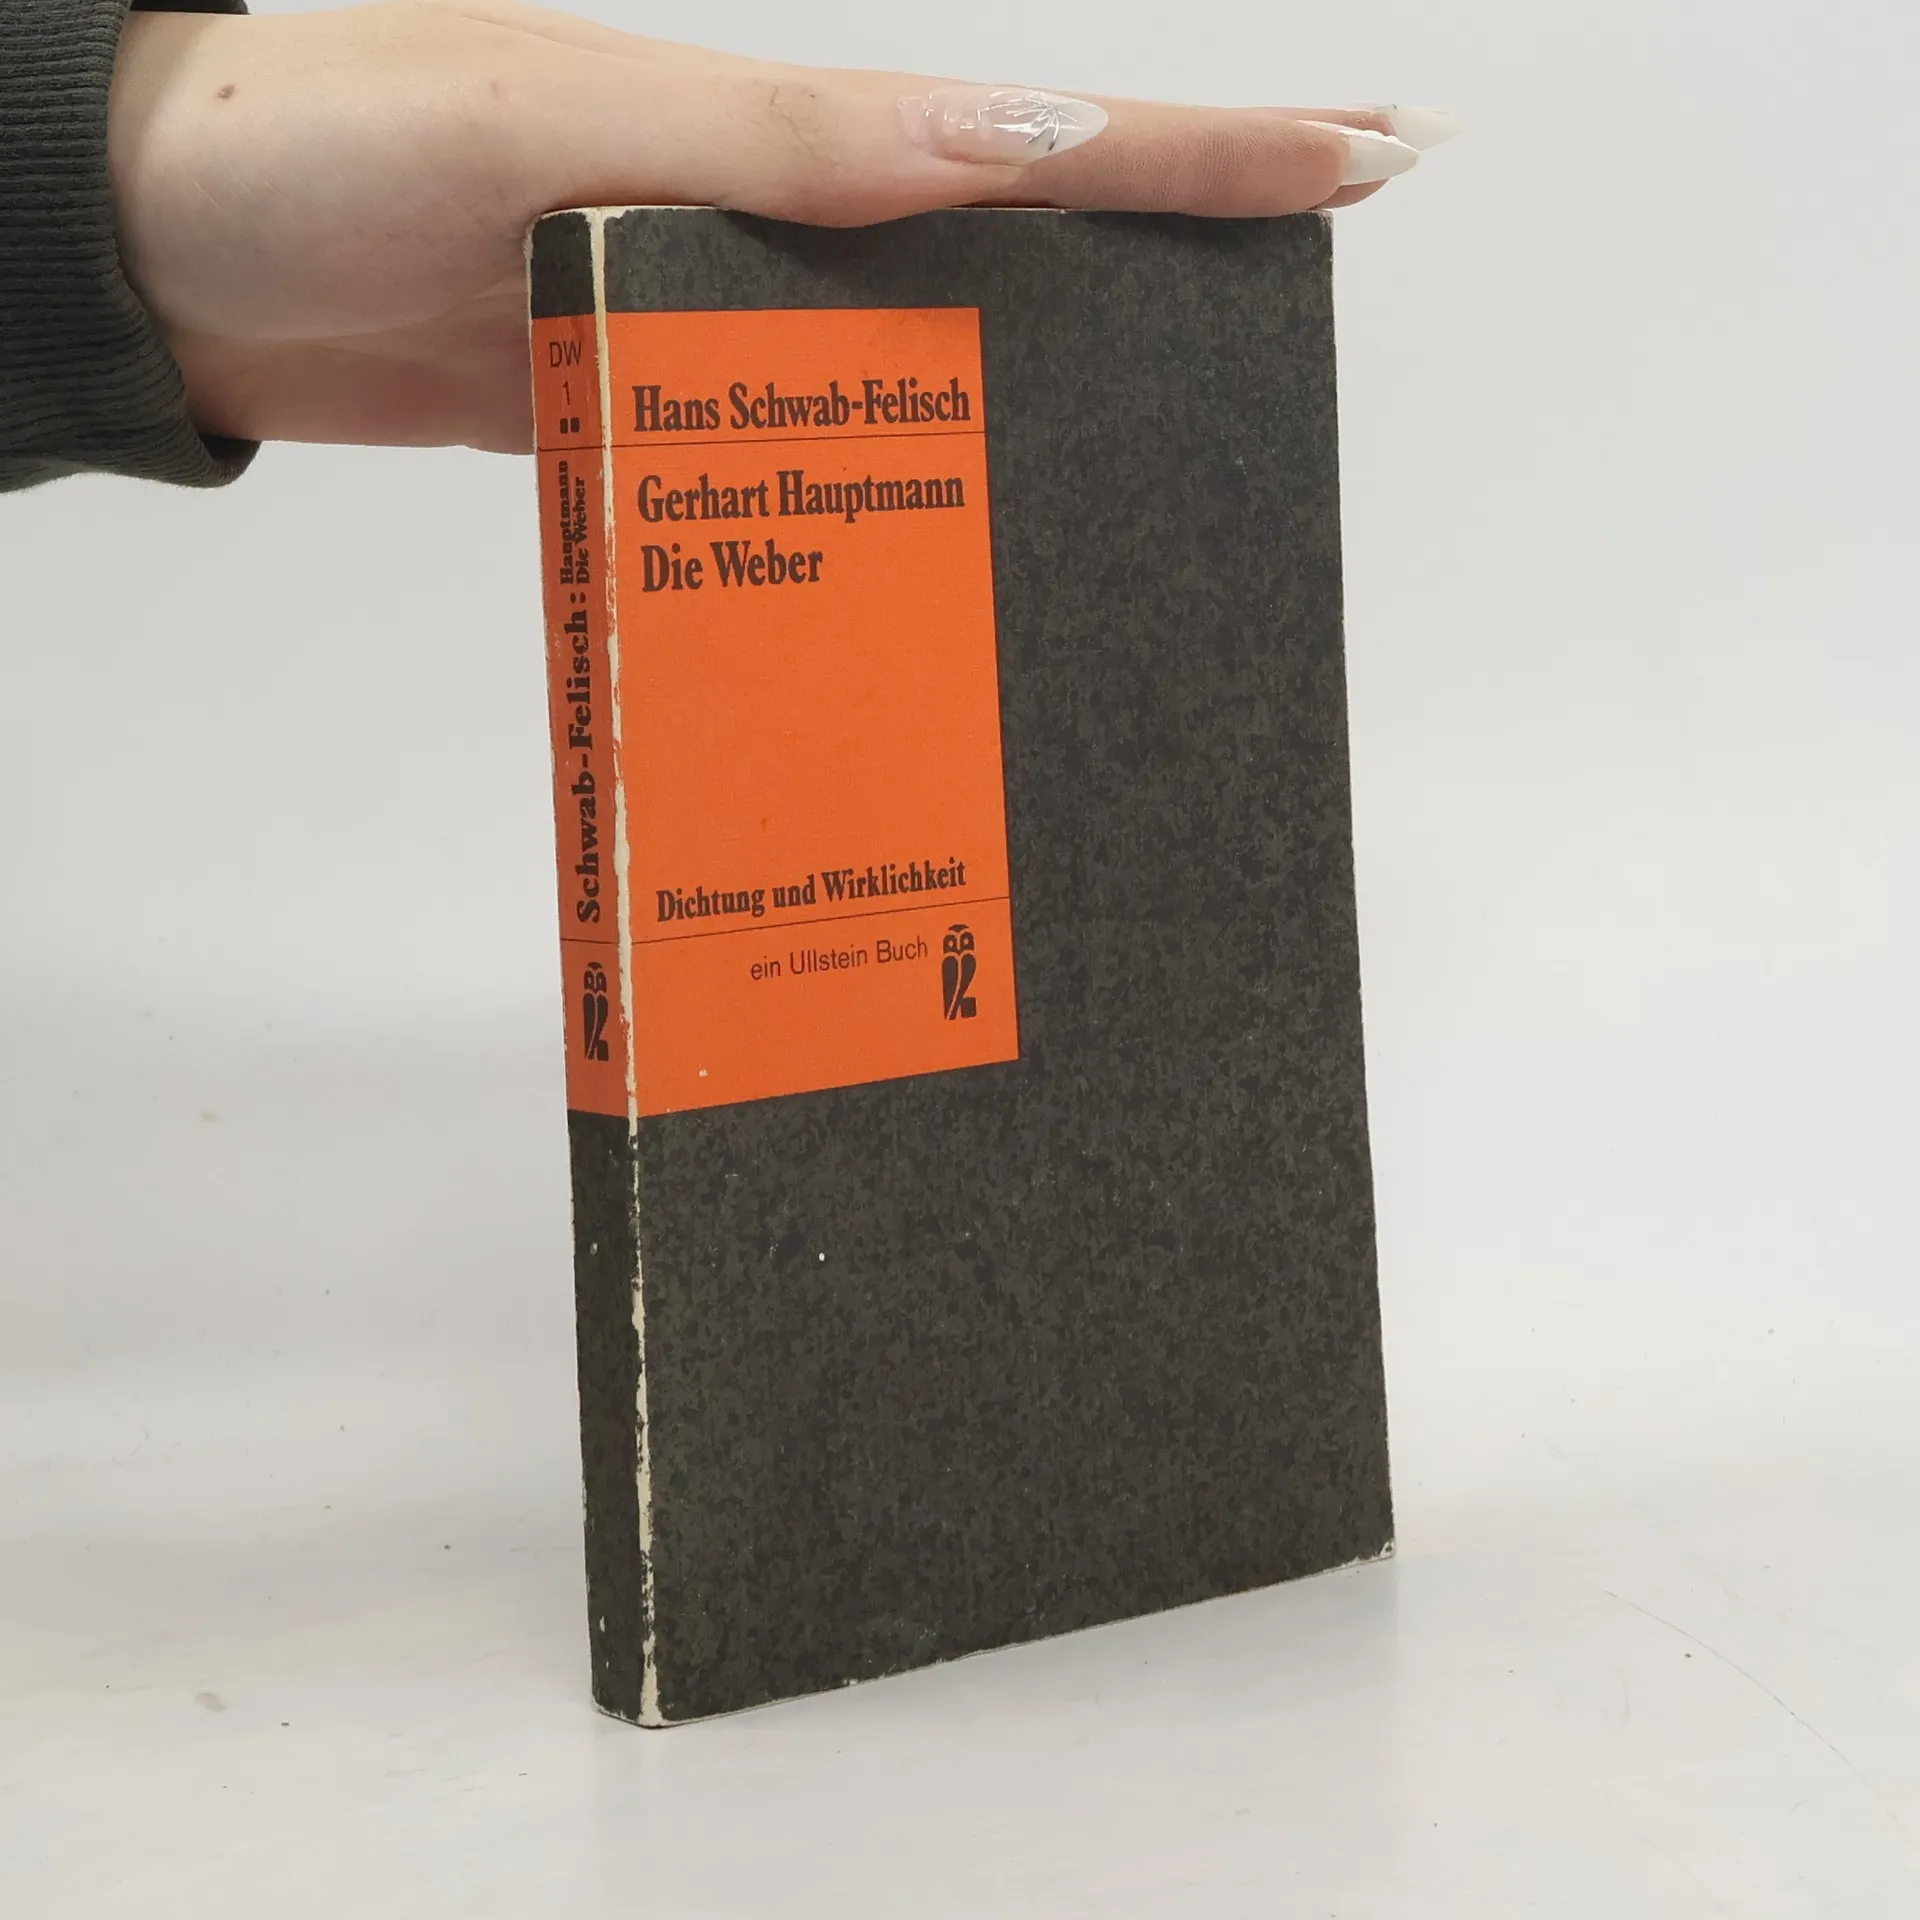 DW
1
Schwab-Felisch: Hauptmann
Die Weber
Hans Schwab-Felisch
Gerhart Hauptmann
Die Weber
Dichtung und Wirklichkeit
ein Ullstein Buch